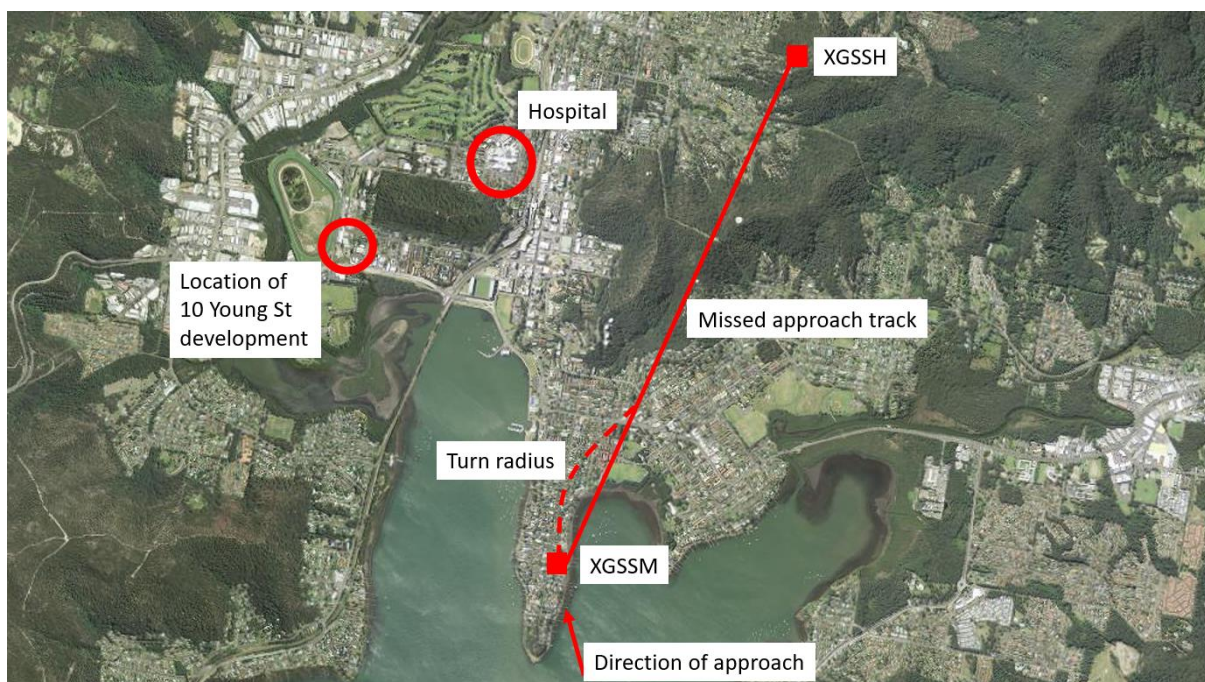 XGSSH
Hospital
Location of
10 Young St
development
Missed approach track
Turn radius
XGSSM
Direction of approach